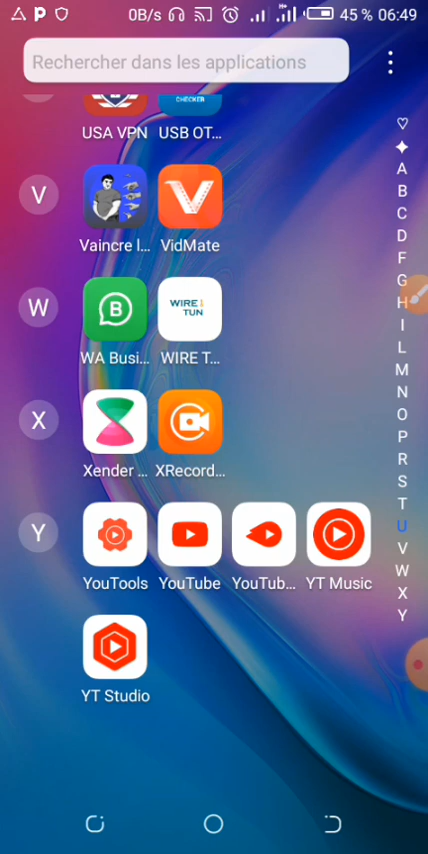 0B/s 45 % 06:49
Rechercher dans les applications
CHECKER
USA VPN USB OT...
♡
✦
A
B
C
D
F
G
H
I
L
M
N
O
P
R
S
T
U
V
W
X
Y
V
Vaincre l... VidMate
W
WIRE TUN
WA Busi... WIRE T...
X
Xender ... XRecord...
Y
YouTools YouTube YouTub... YT Music
YT Studio